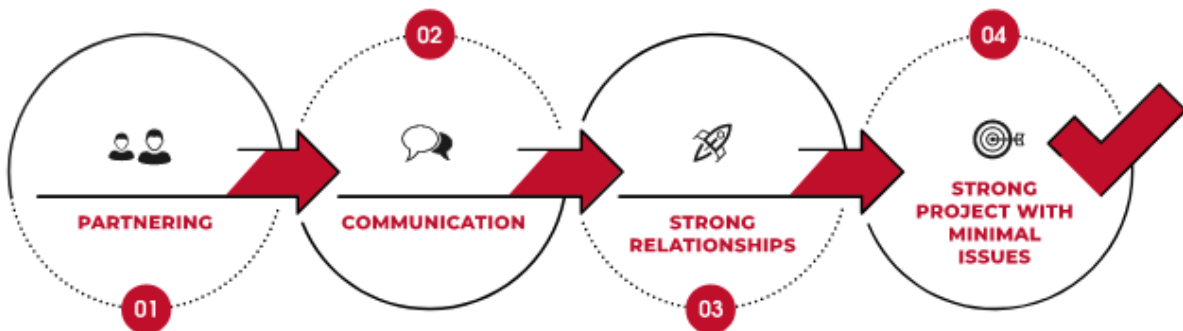 02
04
PARTNERING
COMMUNICATION
STRONG
RELATIONSHIPS
STRONG
PROJECT WITH
MINIMAL
ISSUES
01
03